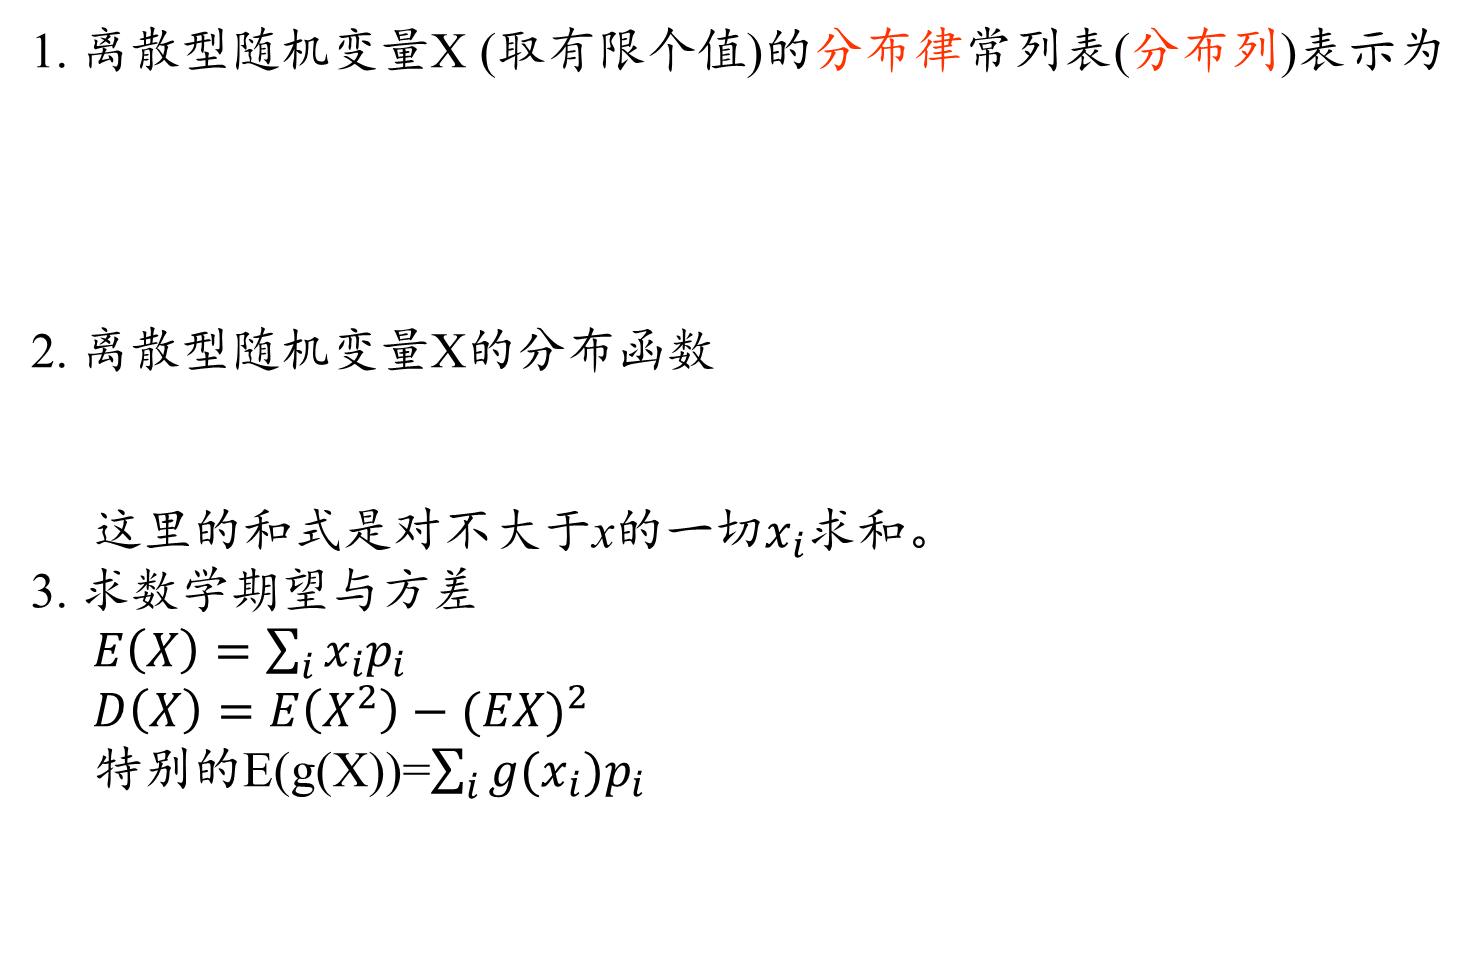 1. 离散型随机变量X (取有限个值)的分布律常列表(分布列)表示为
2. 离散型随机变量X的分布函数
这里的和式是对不大于x的一切xᵢ求和。
3. 求数学期望与方差
E(X) = ∑ᵢ xᵢpᵢ
D(X) = E(X²) − (EX)²
特别的E(g(X))=∑ᵢ g(xᵢ)pᵢ